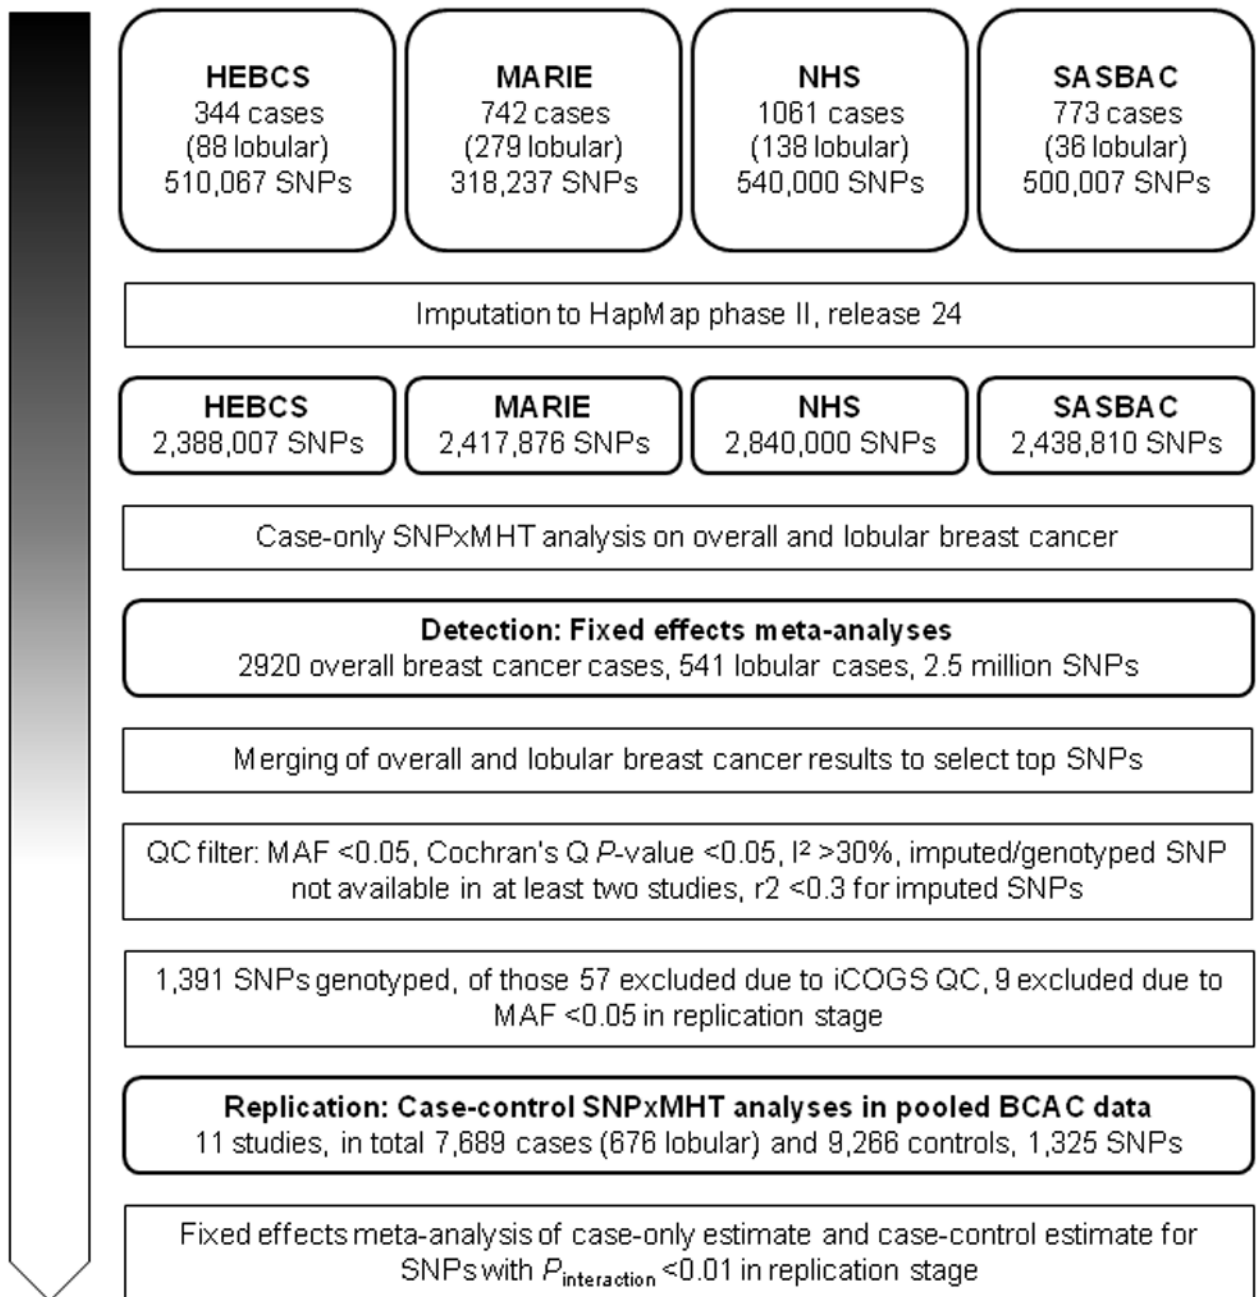 HEBCS
344 cases
(88 lobular)
510,067 SNPs
MARIE
742 cases
(279 lobular)
318,237 SNPs
NHS
1061 cases
(138 lobular)
540,000 SNPs
SASBAC
773 cases
(36 lobular)
500,007 SNPs
Imputation to HapMap phase II, release 24
HEBCS
2,388,007 SNPs
MARIE
2,417,876 SNPs
NHS
2,840,000 SNPs
SASBAC
2,438,810 SNPs
Case-only SNPxMHT analysis on overall and lobular breast cancer
Detection: Fixed effects meta-analyses
2920 overall breast cancer cases, 541 lobular cases, 2.5 million SNPs
Merging of overall and lobular breast cancer results to select top SNPs
QC filter: MAF <0.05, Cochran's Q P-value <0.05, I² >30%, imputed/genotyped SNP
not available in at least two studies, r2 <0.3 for imputed SNPs
1,391 SNPs genotyped, of those 57 excluded due to iCOGS QC, 9 excluded due to
MAF <0.05 in replication stage
Replication: Case-control SNPxMHT analyses in pooled BCAC data
11 studies, in total 7,689 cases (676 lobular) and 9,266 controls, 1,325 SNPs
Fixed effects meta-analysis of case-only estimate and case-control estimate for
SNPs with Pinteraction <0.01 in replication stage